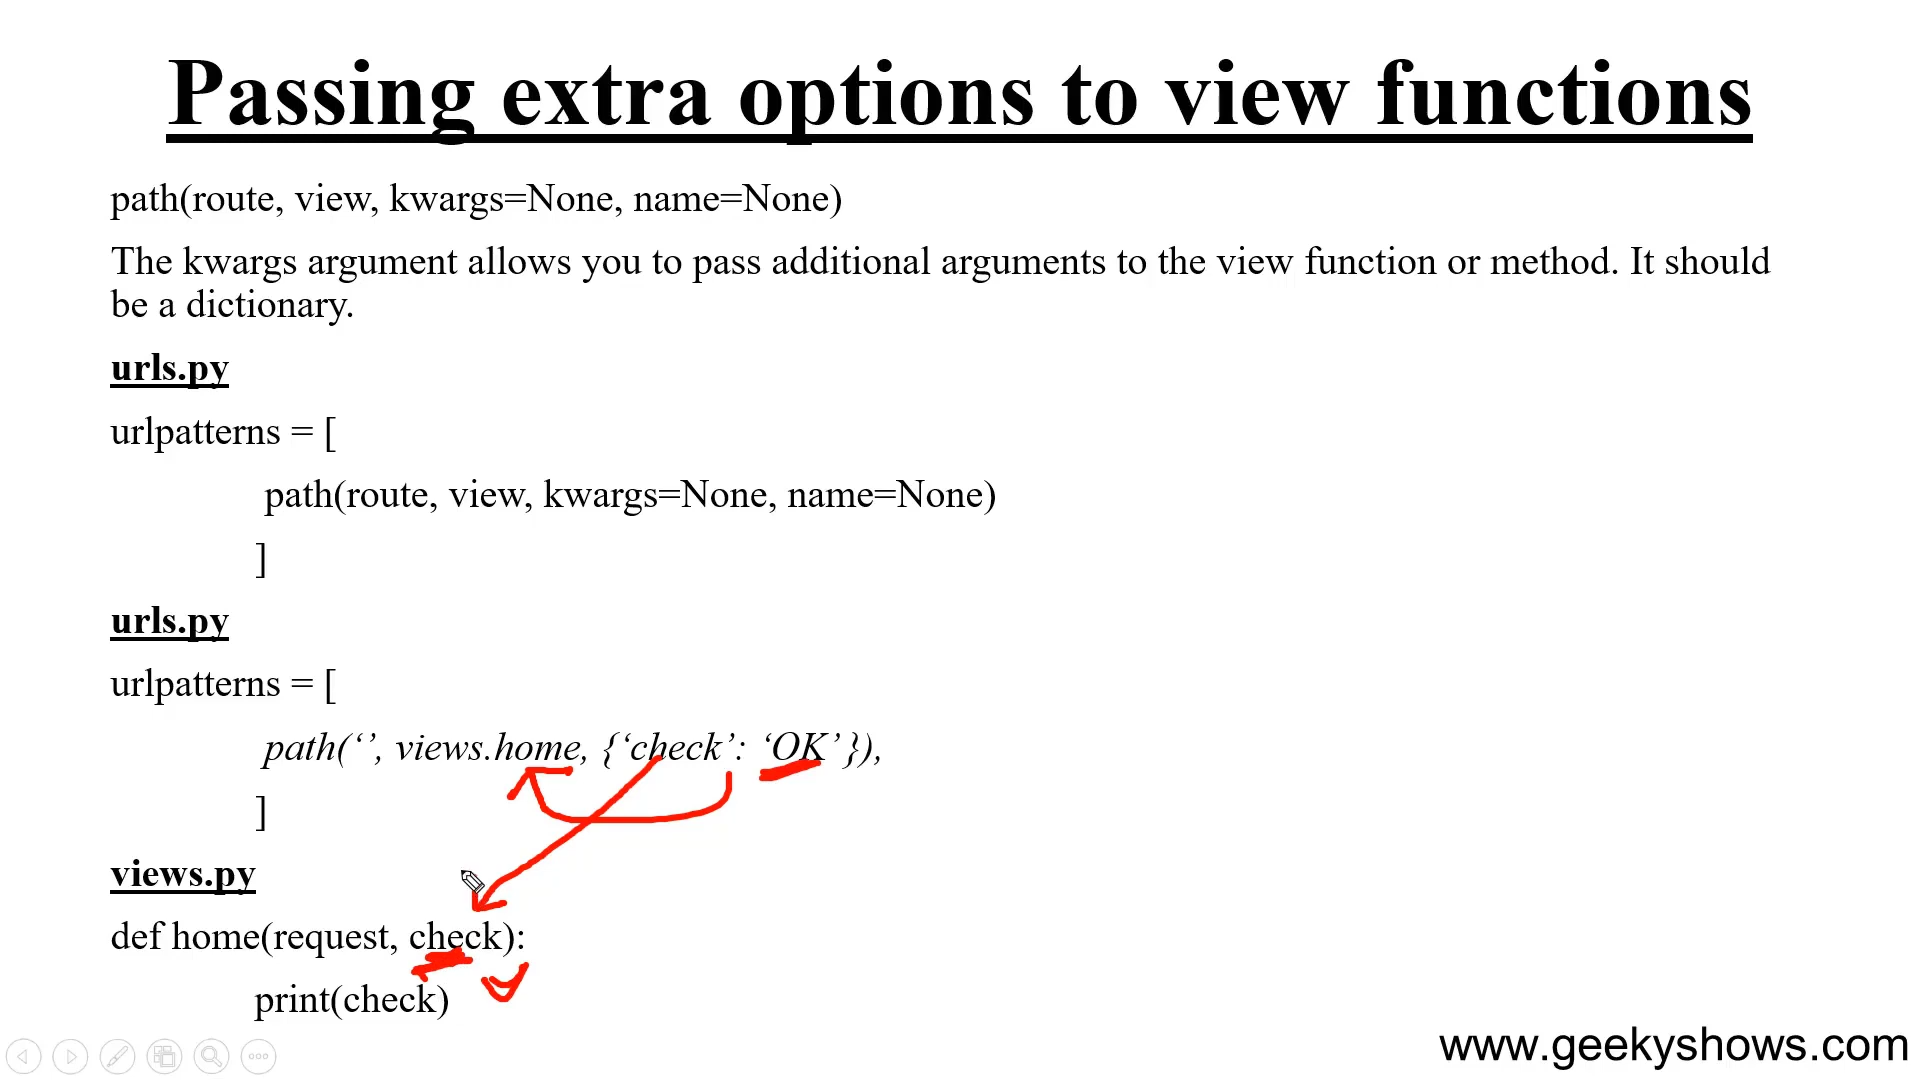 Passing extra options to view functions
path(route, view, kwargs=None, name=None)
The kwargs argument allows you to pass additional arguments to the view function or method. It should
be a dictionary.
urls.py
urlpatterns = [
path(route, view, kwargs=None, name=None)
]
urls.py
urlpatterns = [
path(‘’, views.home, {‘check’: ‘OK’}),
]
views.py
def home(request, check):
print(check)
www.geekyshows.com